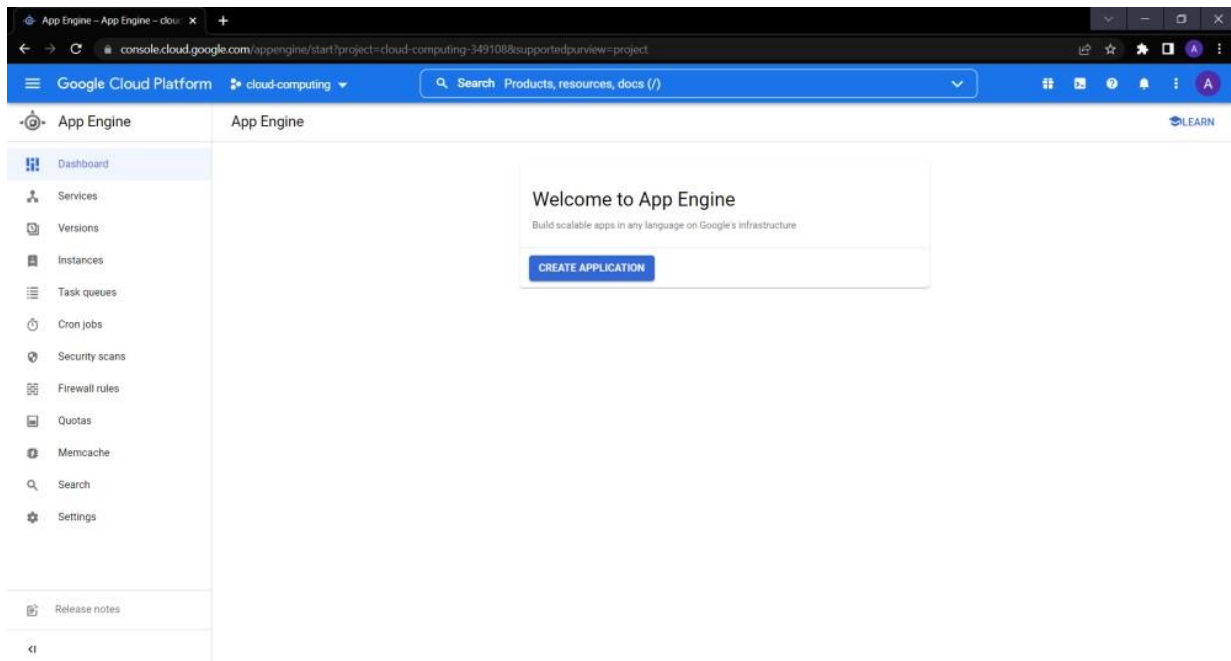 App Engine – App Engine – clou
console.cloud.google.com/appengine/start?project=cloud-computing-349108&supportedpurview=project
A
Google Cloud Platform
cloud-computing
Search Products, resources, docs (/)
A
App Engine
App Engine
LEARN
Dashboard
Services
Versions
Instances
Task queues
Cron jobs
Security scans
Firewall rules
Quotas
Memcache
Search
Settings
Release notes
Welcome to App Engine
Build scalable apps in any language on Google's infrastructure
CREATE APPLICATION